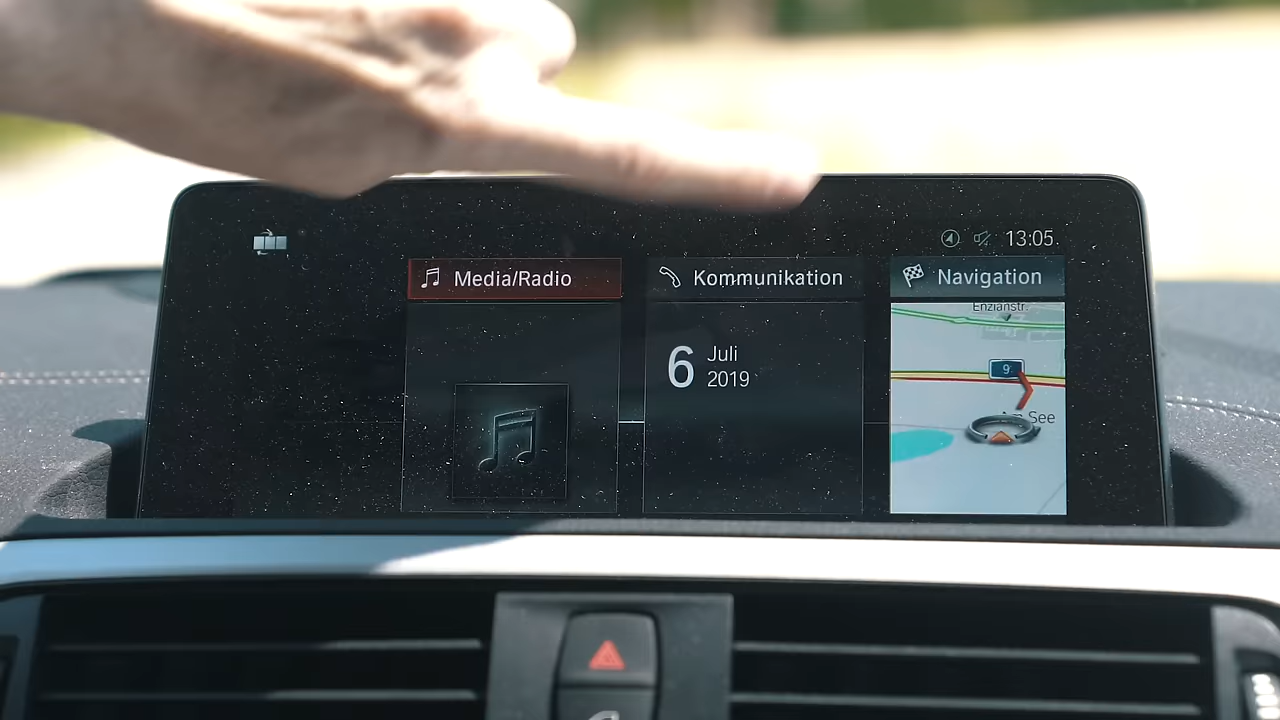 13:05
Media/Radio
Kommunikation
Navigation
6
Juli
2019
Enzianstr.
9
See